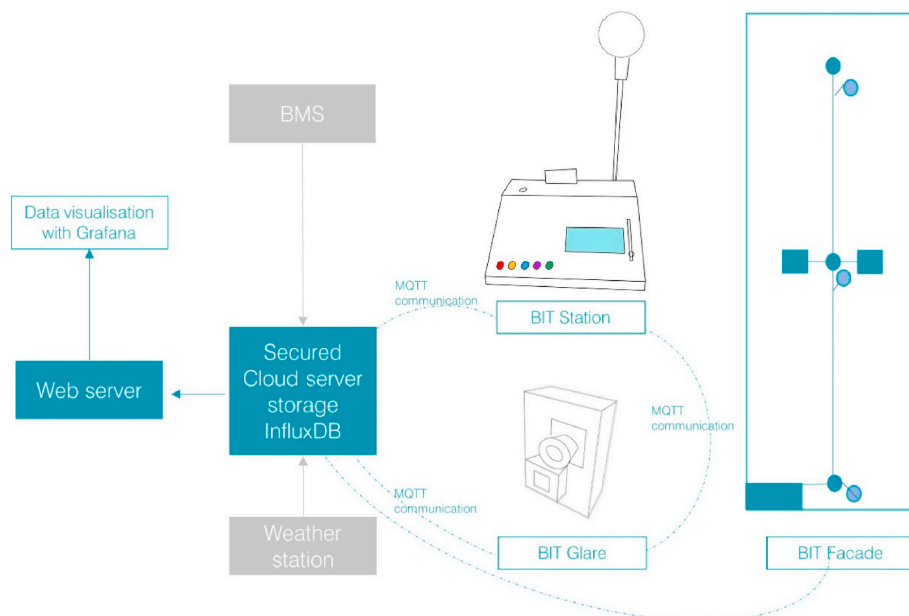 BMS
Data visualisation
with Grafana
MQTT
communication
BIT Station
Secured
Cloud server
storage
InfluxDB
Web server
MQTT
communication
MQTT
communication
Weather
station
BIT Glare
BIT Facade